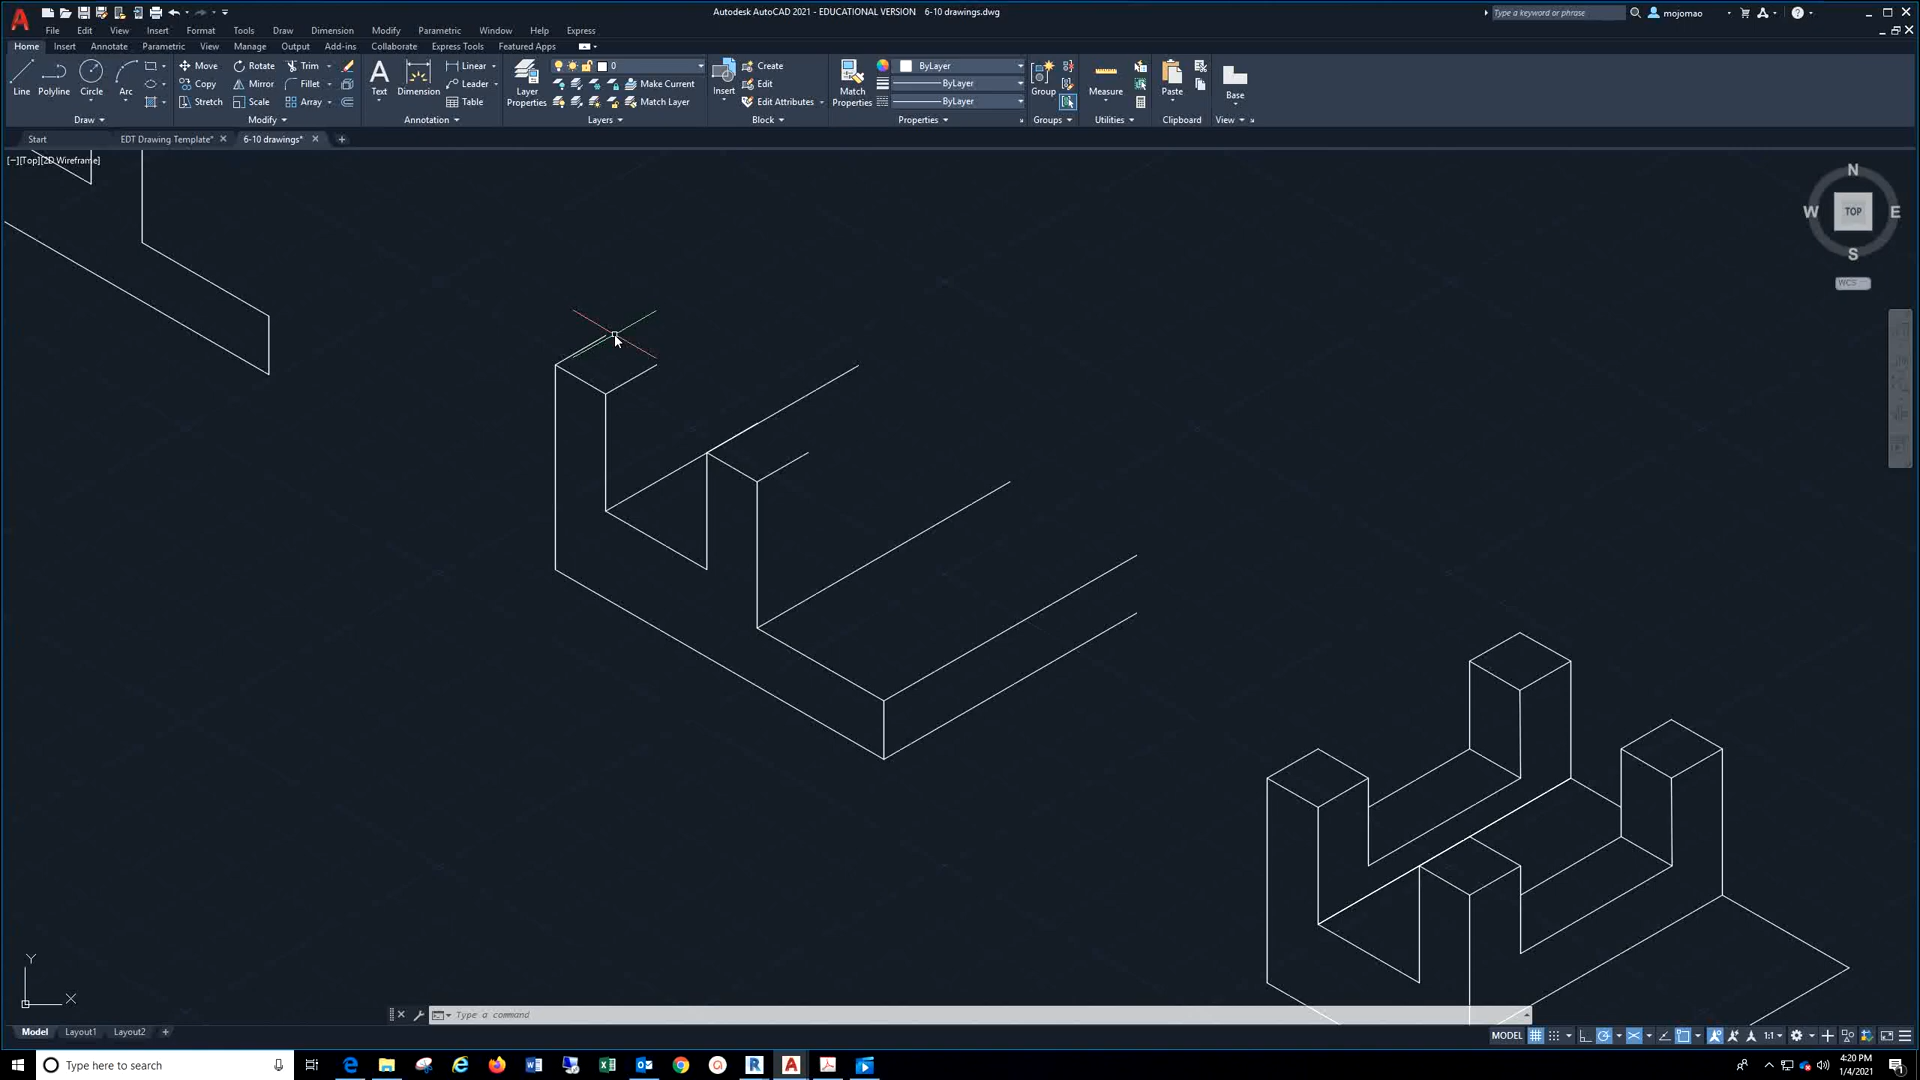 Autodesk AutoCAD 2021 - EDUCATIONAL VERSION 6-10 drawings.dwg
Type a keyword or phrase
mojomao
File Edit View Insert Format Tools Draw Dimension Modify Parametric Window Help Express
Home Insert Annotate Parametric View Manage Output Add-ins Collaborate Express Tools Featured Apps
Line Polyline Circle Arc
Move Rotate Trim
Copy Mirror Fillet
Stretch Scale Array
Text Dimension
Linear
Leader
Table
Layer Properties
0
Make Current
Match Layer
Insert
Create
Edit
Edit Attributes
Match Properties
ByLayer
ByLayer
ByLayer
Group
Measure
Paste
Base
Draw Modify Annotation Layers Block Properties Groups Utilities Clipboard View
Start EDT Drawing Template* 6-10 drawings*
[−][Top][2D Wireframe]
N
W TOP E
S
WCS
Y
X
Type a command
Model Layout1 Layout2
MODEL 1:1
Type here to search
4:20 PM
1/4/2021